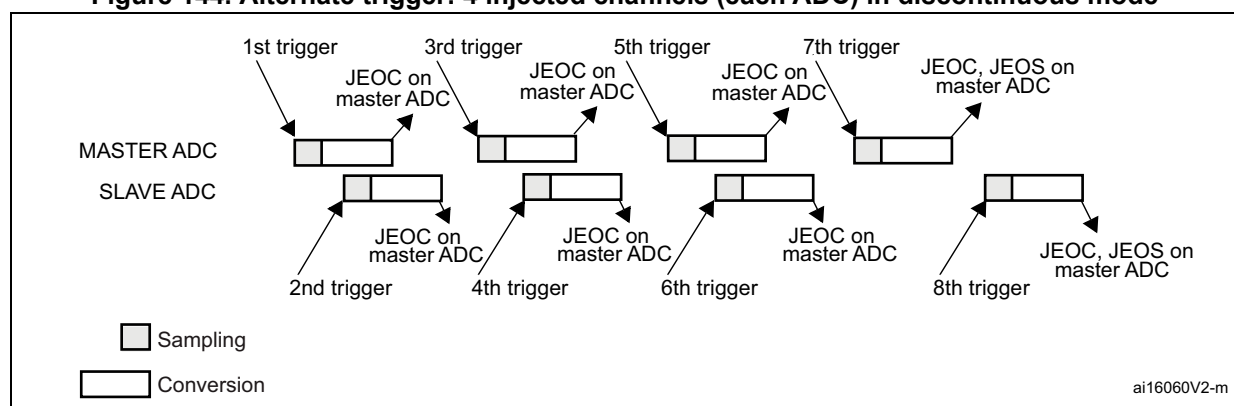 Figure 144. Alternate trigger: 4 injected channels (each ADC) in discontinuous mode
1st trigger
3rd trigger
5th trigger
7th trigger
JEOC on
master ADC
JEOC on
master ADC
JEOC on
master ADC
JEOC, JEOS on
master ADC
MASTER ADC
SLAVE ADC
JEOC on
master ADC
JEOC on
master ADC
JEOC on
master ADC
JEOC, JEOS on
master ADC
2nd trigger
4th trigger
6th trigger
8th trigger
Sampling
Conversion
ai16060V2-m